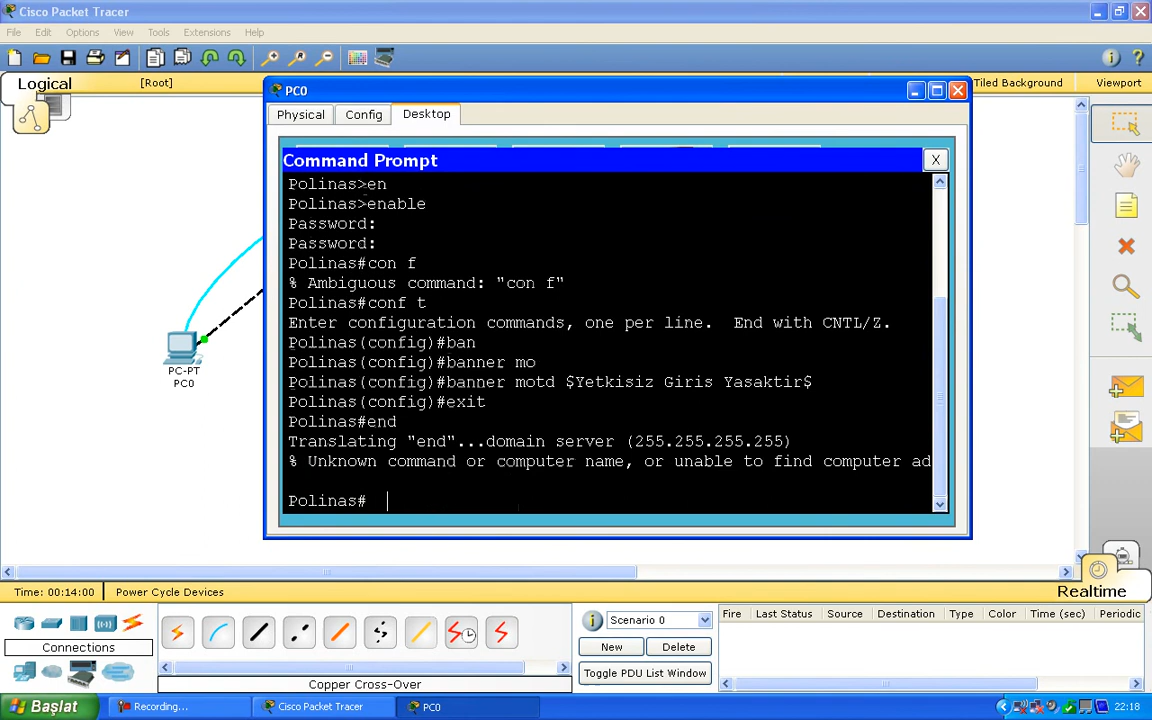 Cisco Packet Tracer
File Edit Options View Tools Extensions Help
Logical [Root] Tiled Background Viewport
PC0
Physical Config Desktop
Command Prompt X
Polinas>en
Polinas>enable
Password:
Password:
Polinas#con f
% Ambiguous command: "con f"
Polinas#conf t
Enter configuration commands, one per line.  End with CNTL/Z.
Polinas(config)#ban
Polinas(config)#banner mo
Polinas(config)#banner motd $Yetkisiz Giris Yasaktir$
Polinas(config)#exit
Polinas#end
Translating "end"...domain server (255.255.255.255)
% Unknown command or computer name, or unable to find computer ad
Polinas#
PC-PT
PC0
Time: 00:14:00 Power Cycle Devices Realtime
Scenario 0 Fire Last Status Source Destination Type Color Time (sec) Periodic
Connections New Delete
Toggle PDU List Window
Copper Cross-Over
Başlat Recording... Cisco Packet Tracer PC0 22:18